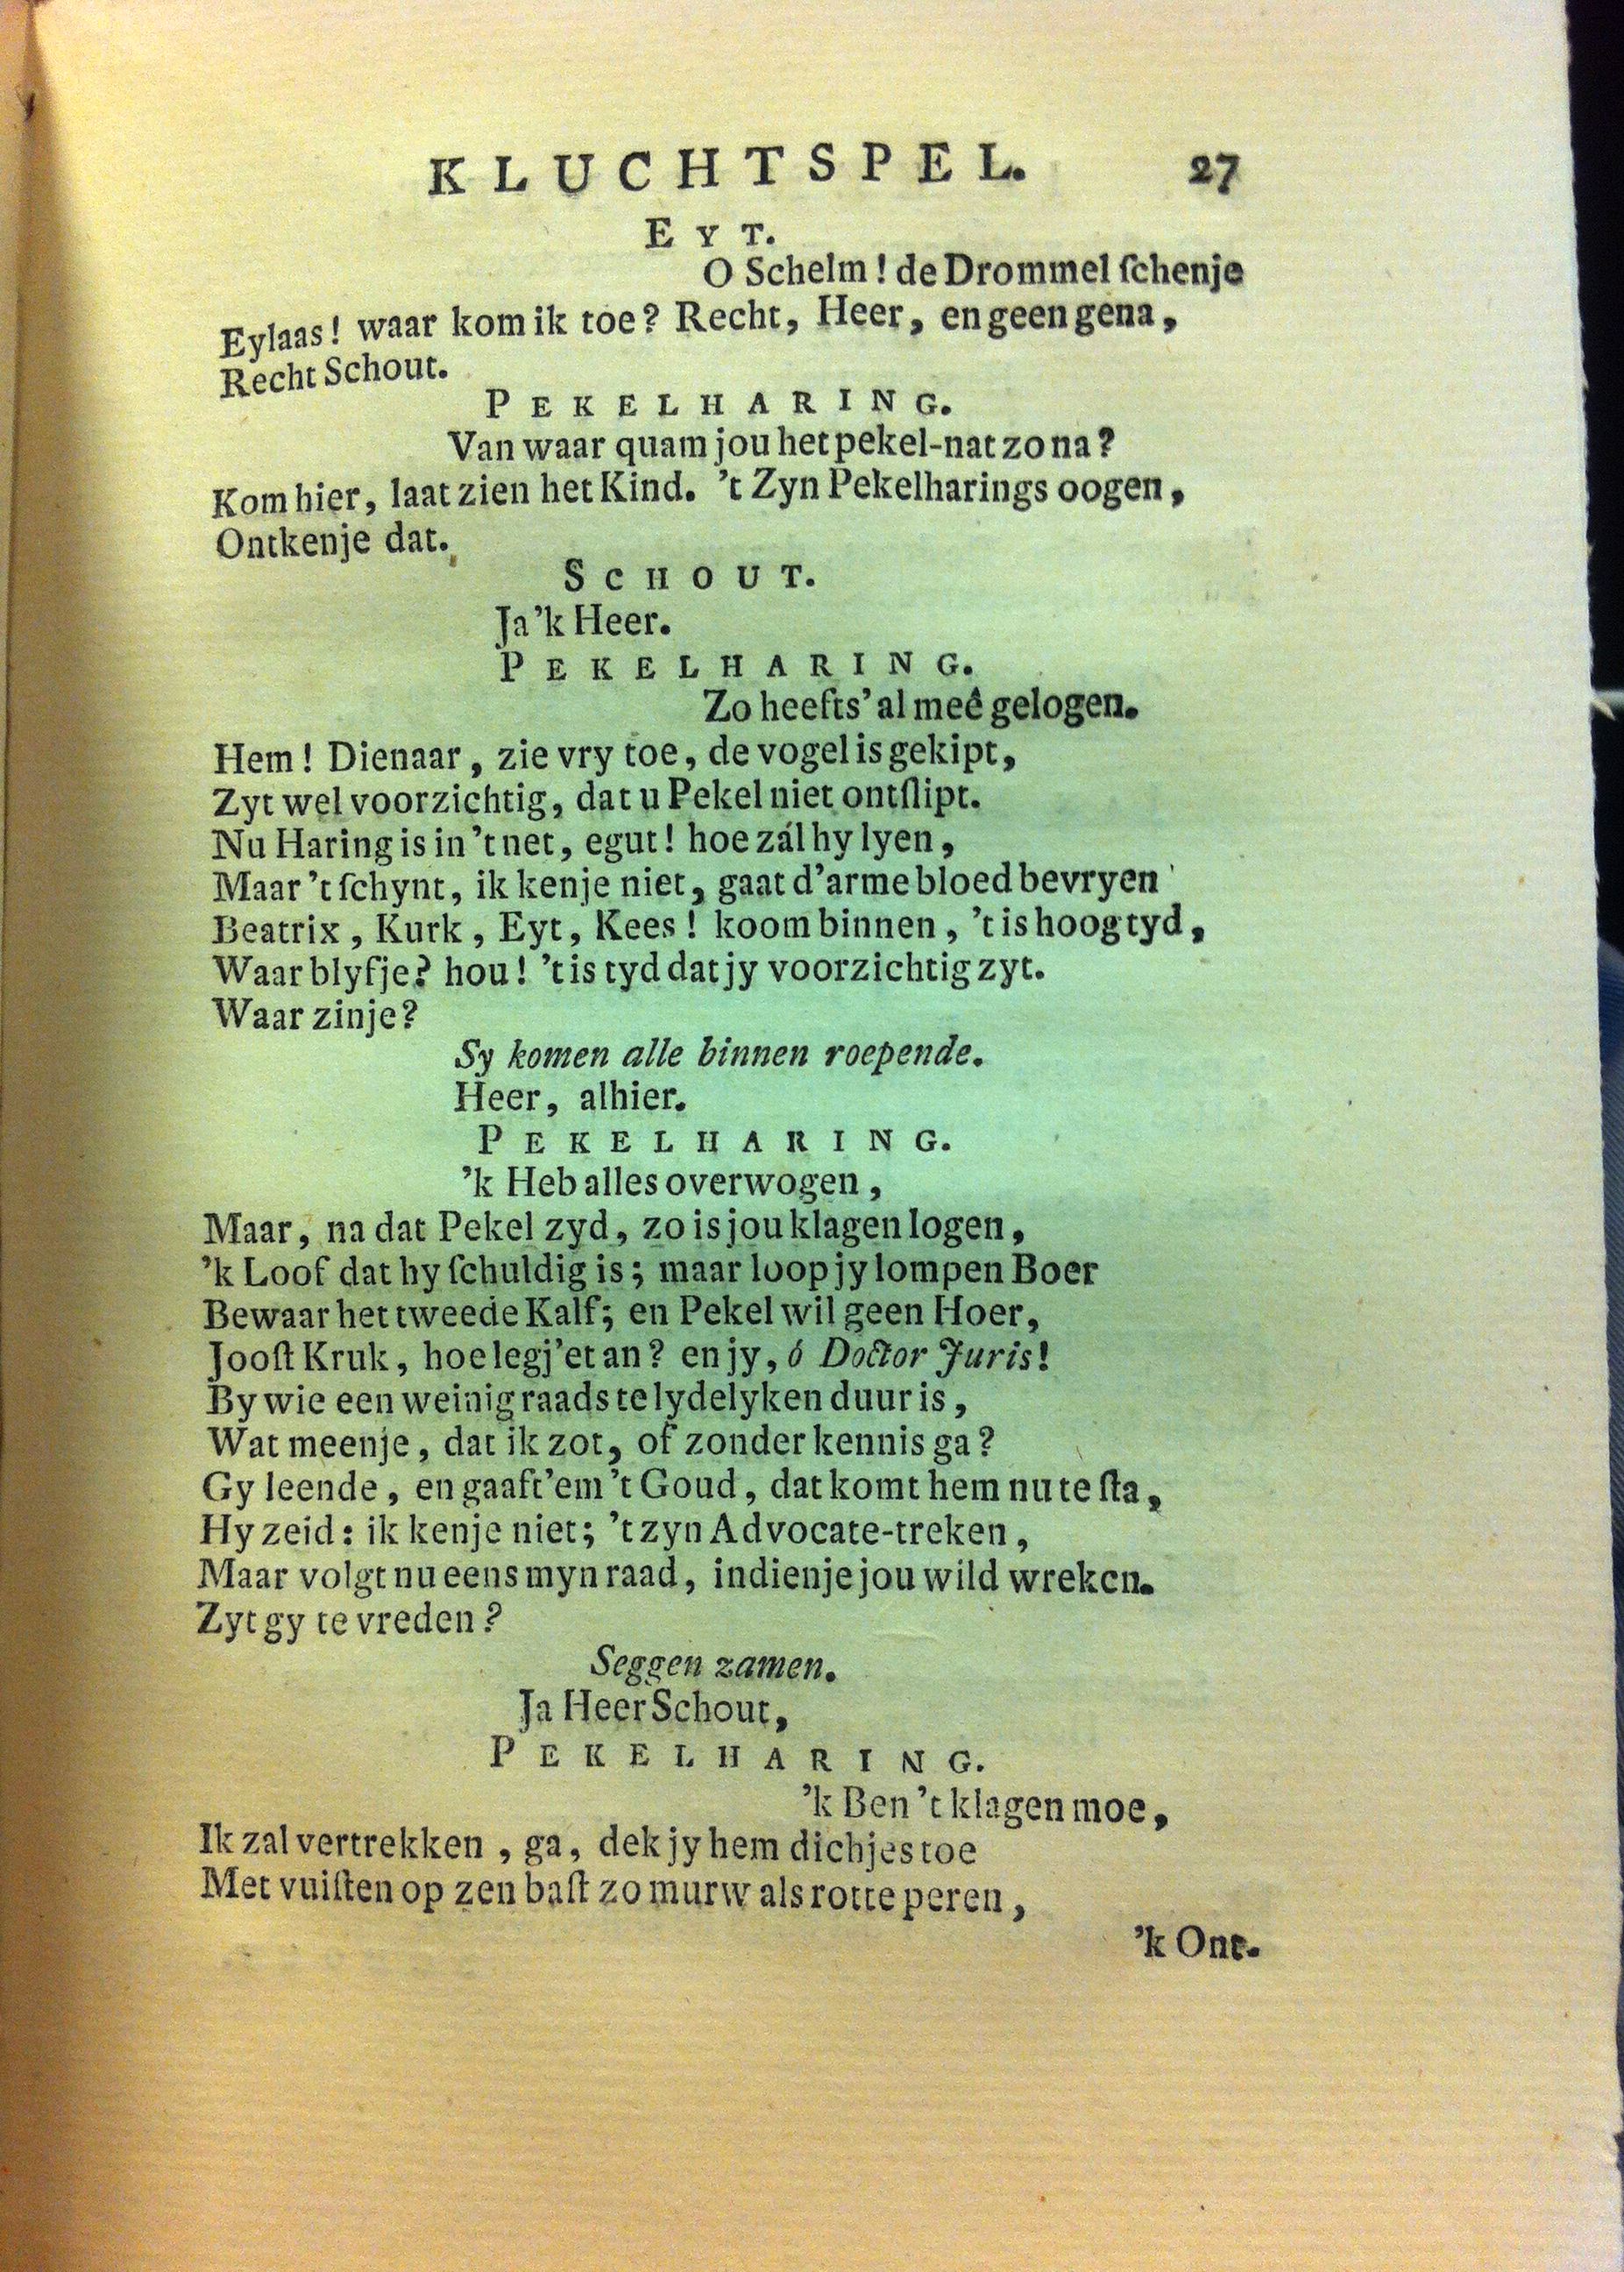 KLUCHTSPEL. 27
EYT.
O Schelm! de Drommel ſchenje
Eylaas! waar kom ik toe? Recht, Heer, en geen gena,
Recht Schout.
PEKELHARING.
Van waar quam jou het pekel-nat zo na?
Kom hier, laat zien het Kind. 't Zyn Pekelharings oogen,
Ontkenje dat.
SCHOUT.
Ja 'k Heer.
PEKELHARING.
Zo heefts' al meê gelogen.
Hem! Dienaar, zie vry toe, de vogel is gekipt,
Zyt wel voorzichtig, dat u Pekel niet ontſlipt.
Nu Haring is in 't net, egut! hoe zál hy lyen,
Maar 't ſchynt, ik kenje niet, gaat d'arme bloed bevryen
Beatrix, Kurk, Eyt, Kees! koom binnen, 't is hoog tyd,
Waar blyfje? hou! 't is tyd dat jy voorzichtig zyt.
Waar zinje?
Sy komen alle binnen roepende.
Heer, alhier.
PEKELHARING.
'k Heb alles overwogen,
Maar, na dat Pekel zyd, zo is jou klagen logen,
'k Loof dat hy ſchuldig is; maar loop jy lompen Boer
Bewaar het tweede Kalf; en Pekel wil geen Hoer,
Jooſt Kruk, hoe legj'et an? en jy, ó Doctor Juris!
By wie een weinig raads te lydelyken duur is,
Wat meenje, dat ik zot, of zonder kennis ga?
Gy leende, en gaaft'em 't Goud, dat komt hem nu te ſta,
Hy zeid: ik kenje niet; 't zyn Advocate-treken,
Maar volgt nu eens myn raad, indienje jou wild wreken.
Zyt gy te vreden?
Seggen zamen.
Ja Heer Schout,
PEKELHARING.
'k Ben 't klagen moe,
Ik zal vertrekken, ga, dek jy hem dichjes toe
Met vuiſten op zen baſt zo murw als rotte peren,
'k Ont-